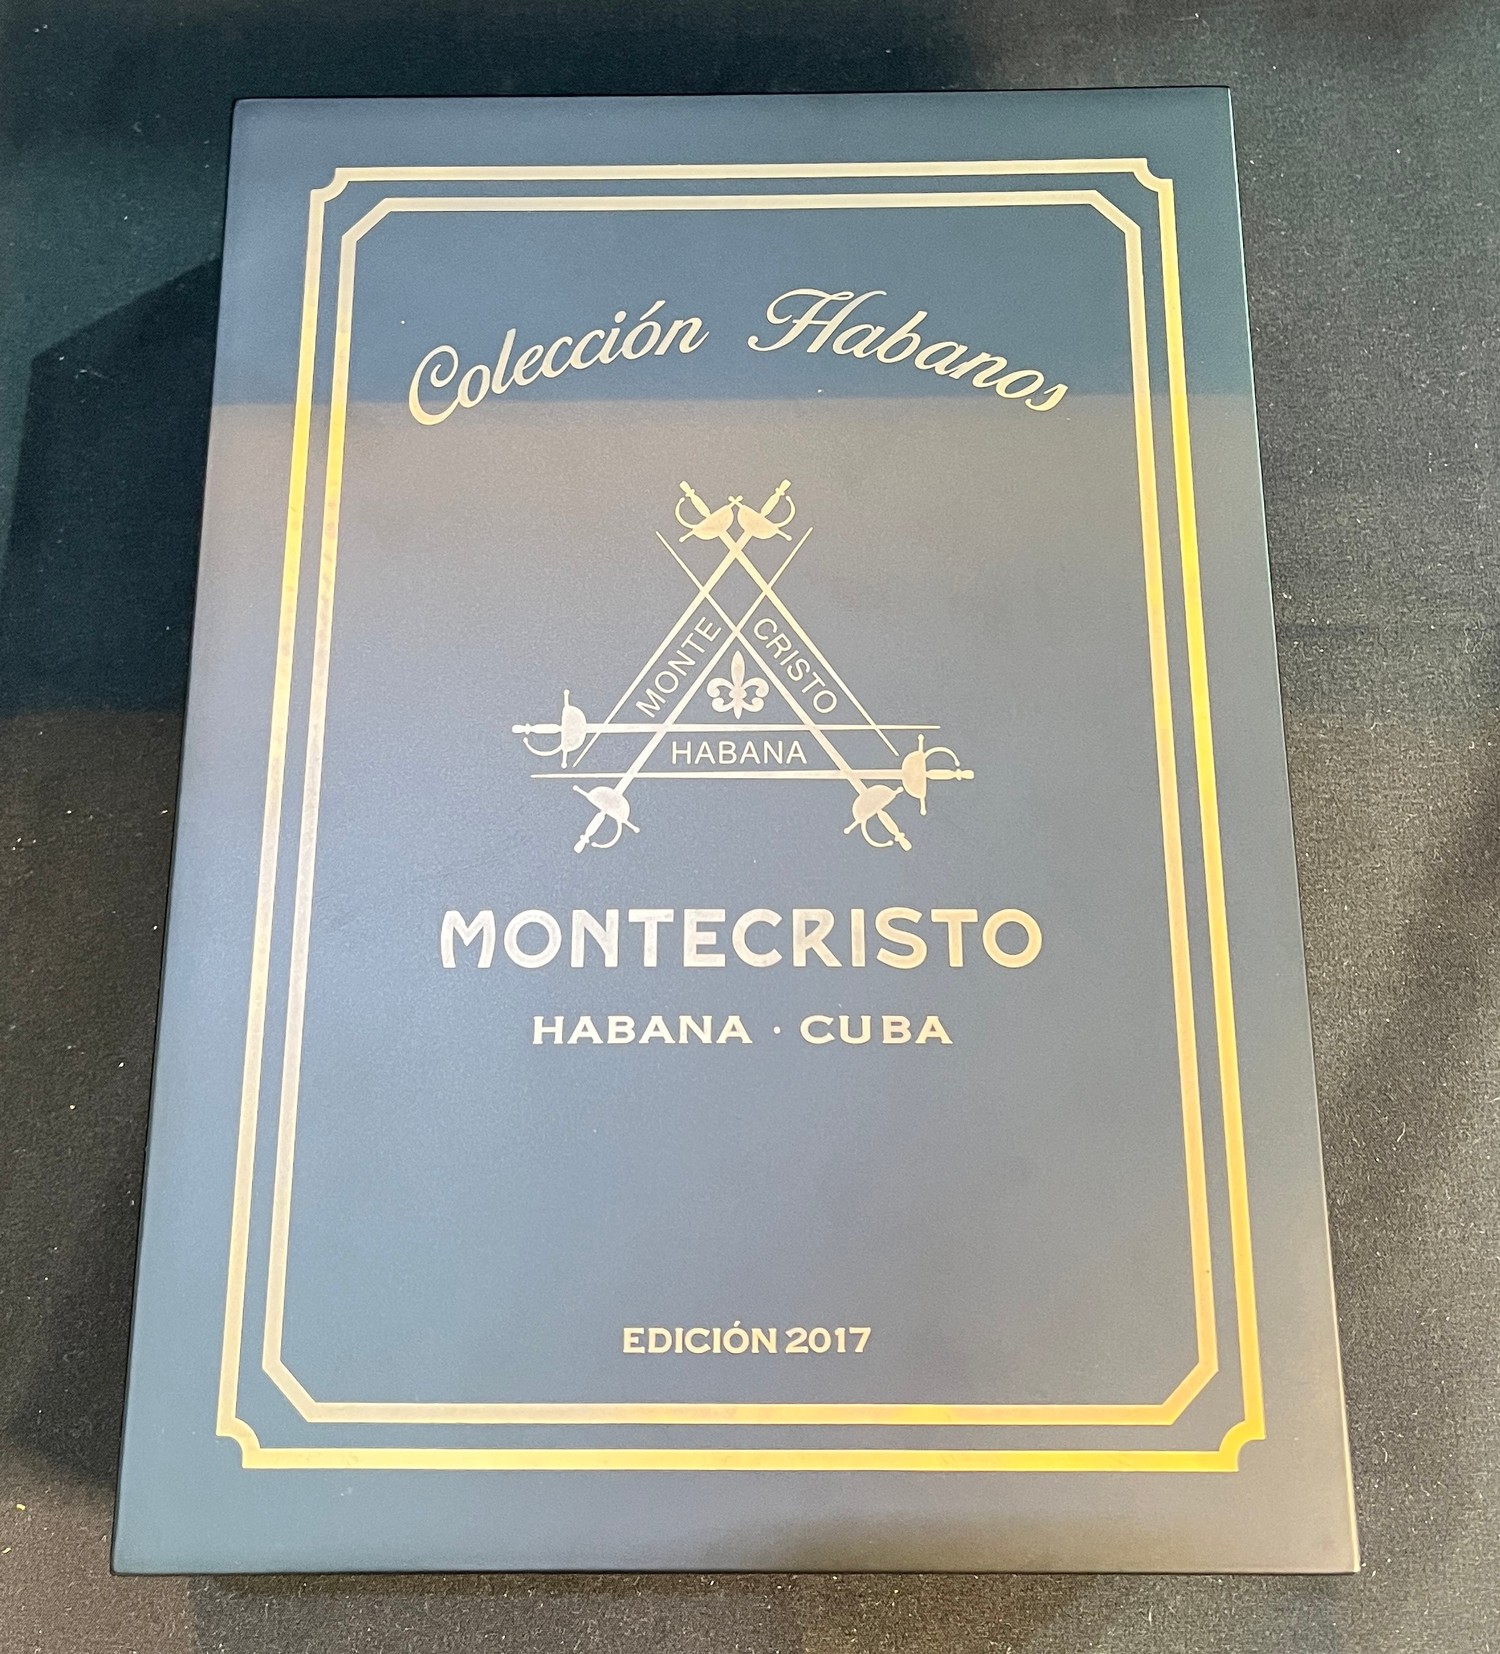 Colección Habanos
MONTE CRISTO
HABANA
MONTECRISTO
HABANA · CUBA
EDICIÓN 2017